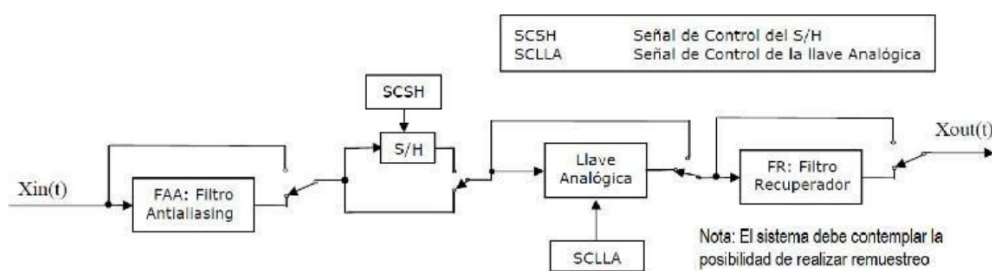 SCSH Señal de Control del S/H
SCLLA Señal de Control de la llave Analógica
SCSH
Xin(t)
FAA: Filtro
Antialiasing
S/H
Llave
Analógica
SCLLA
FR: Filtro
Recuperador
Xout(t)
Nota: El sistema debe contemplar la
posibilidad de realizar remuestreo